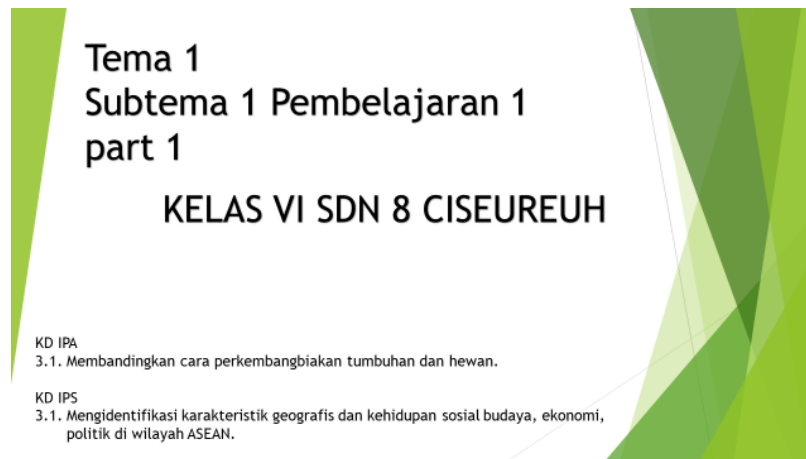 Tema 1
Subtema 1 Pembelajaran 1
part 1
KELAS VI SDN 8 CISEUREUH
KD IPA
3.1. Membandingkan cara perkembangbiakan tumbuhan dan hewan.
KD IPS
3.1. Mengidentifikasi karakteristik geografis dan kehidupan sosial budaya, ekonomi,
politik di wilayah ASEAN.